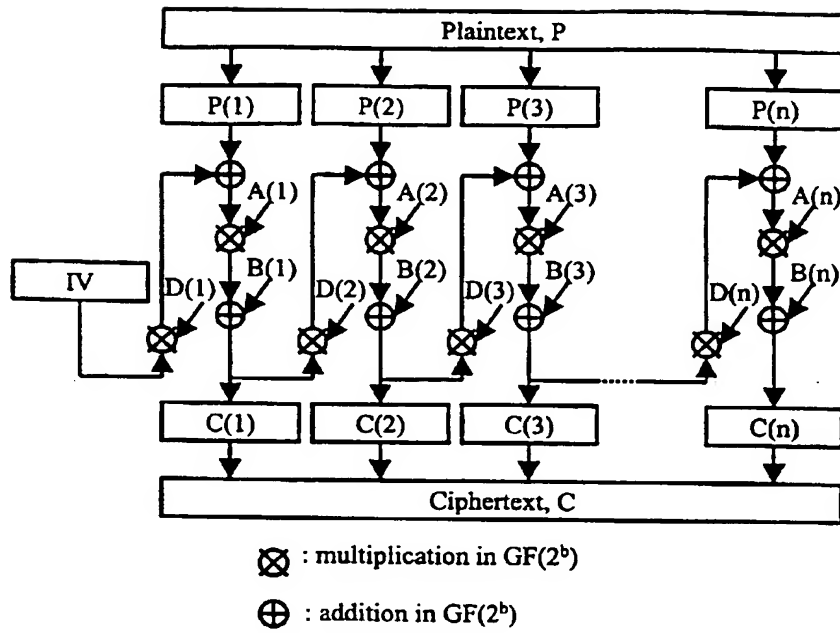 Plaintext, P
P(1) P(2) P(3) P(n)
A(1) A(2) A(3) A(n)
IV D(1) B(1) D(2) B(2) D(3) B(3) D(n) B(n)
C(1) C(2) C(3) C(n)
Ciphertext, C
: multiplication in GF(2ᵇ)
: addition in GF(2ᵇ)